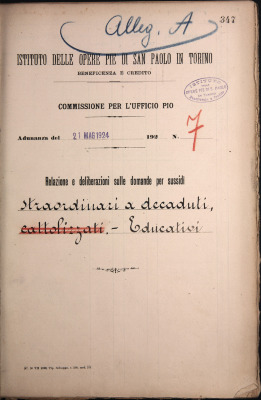 Alleg. A
347
ISTITUTO DELLE OPERE PIE DI SAN PAOLO IN TORINO
BENEFICENZA E CREDITO
COMMISSIONE PER L'UFFICIO PIO
Adunanza del 21 MAG 1924 192 N. 7
Relazione e deliberazioni sulle domande per sussidi
straordinari a decaduti,
cattolizzati. - Educativi